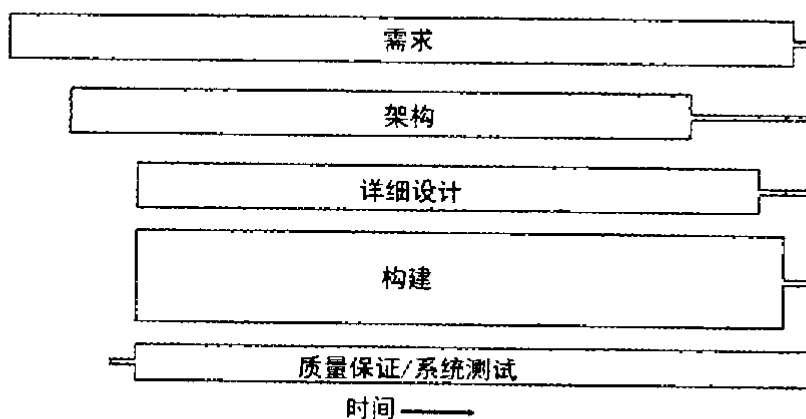 需求
架构
详细设计
构建
质量保证/系统测试
时间